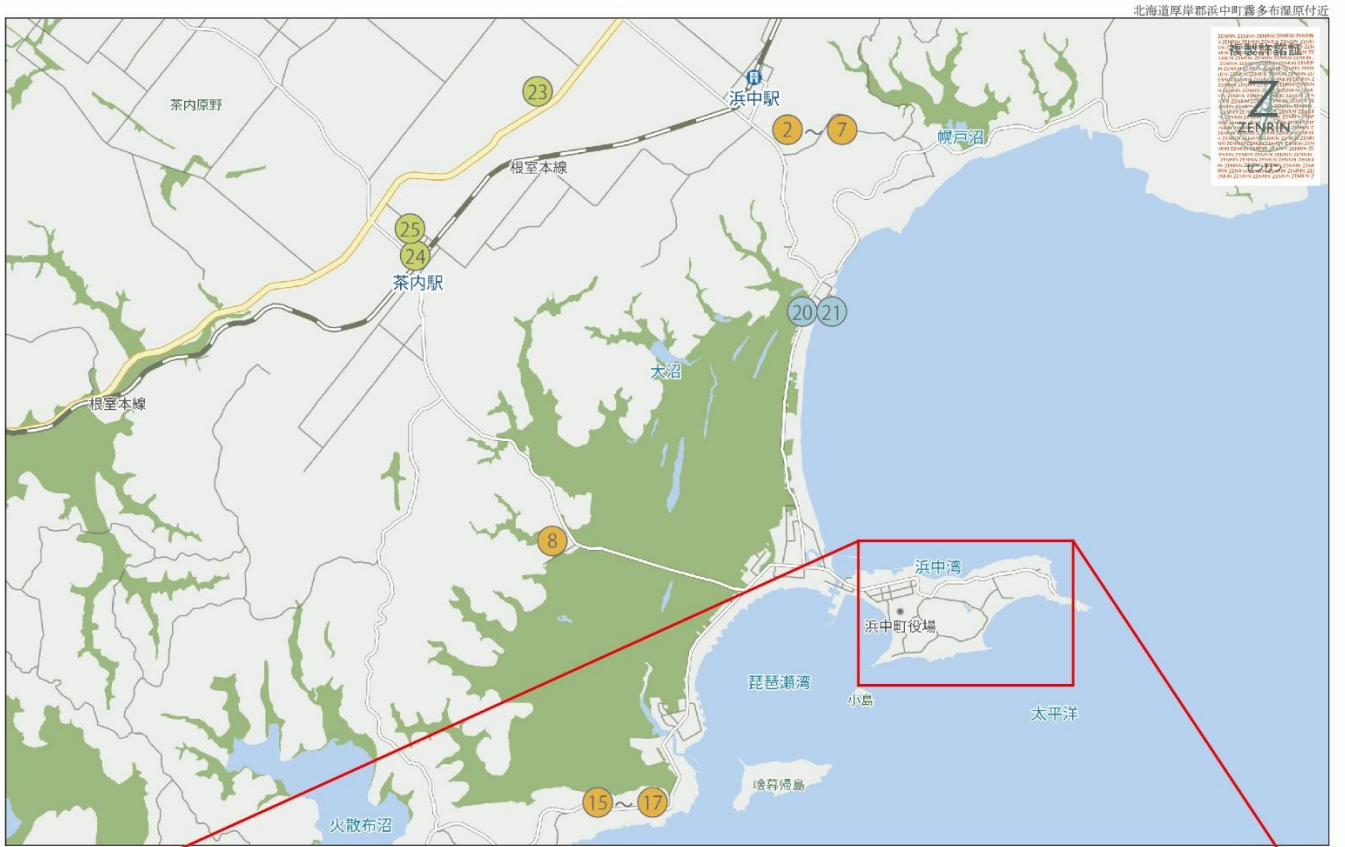 北海道厚岸郡浜中町霧多布湿原付近
複製許諾証
Z
ZENRIN
ゼンリン
茶内原野
23
浜中駅
2～7
幌戸沼
根室本線
25
24
茶内駅
20 21
大沼
根室本線
8
浜中湾
浜中町役場
琵琶瀬湾
小島
太平洋
嶮暮帰島
15～17
火散布沼